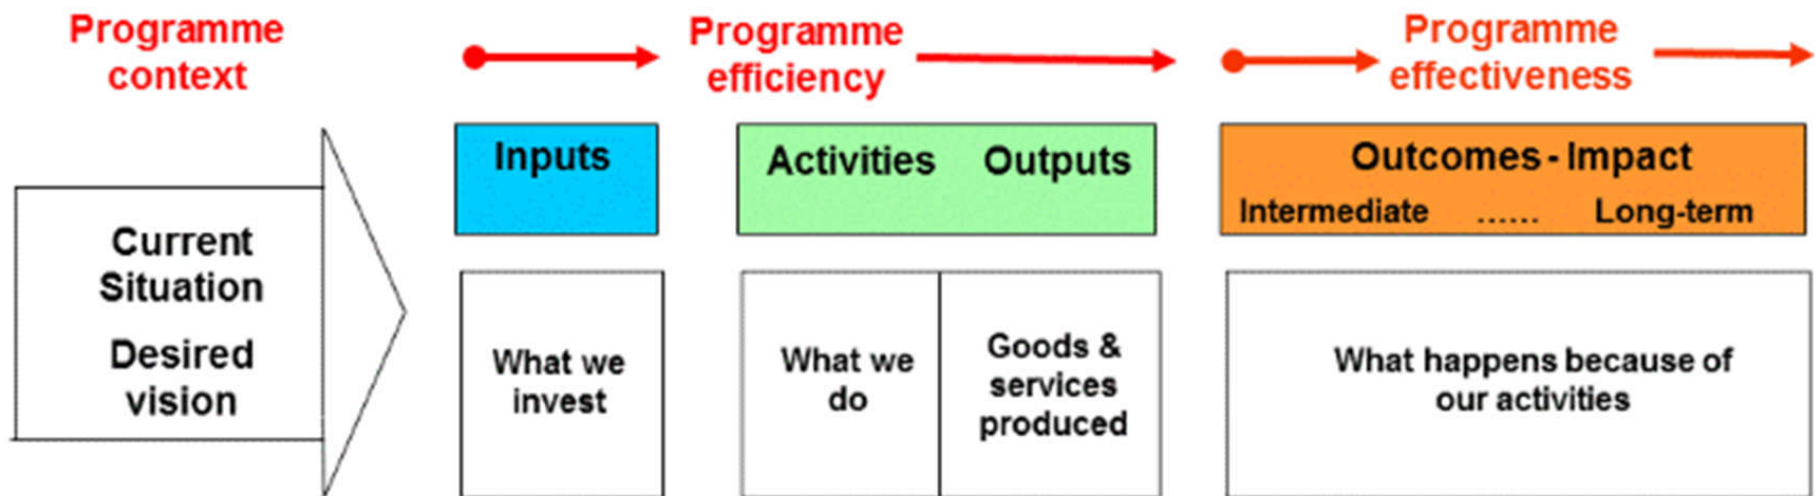 Programme
context
Programme
efficiency
Programme
effectiveness
Current
Situation
Desired
vision
Inputs
Activities Outputs
Outcomes - Impact
Intermediate ...... Long-term
What we
invest
What we
do
Goods &
services
produced
What happens because of
our activities